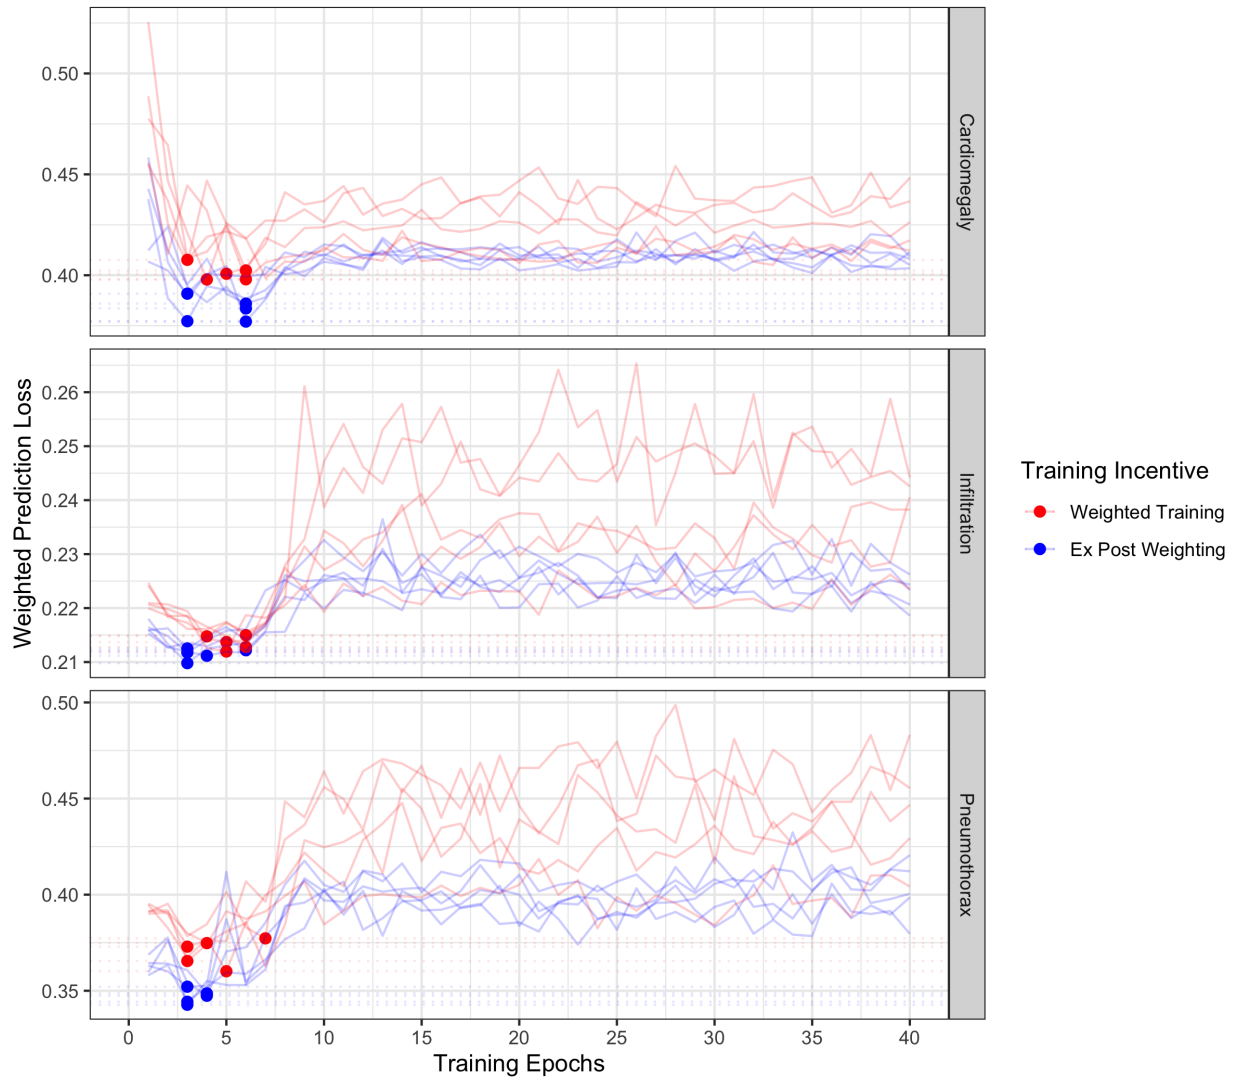 Weighted Prediction Loss
0.50
0.45
0.40
Cardiomegaly
0.26
0.25
0.24
0.23
0.22
0.21
Infiltration
0.50
0.45
0.40
0.35
Pneumothorax
0 5 10 15 20 25 30 35 40
Training Epochs
Training Incentive
Weighted Training
Ex Post Weighting